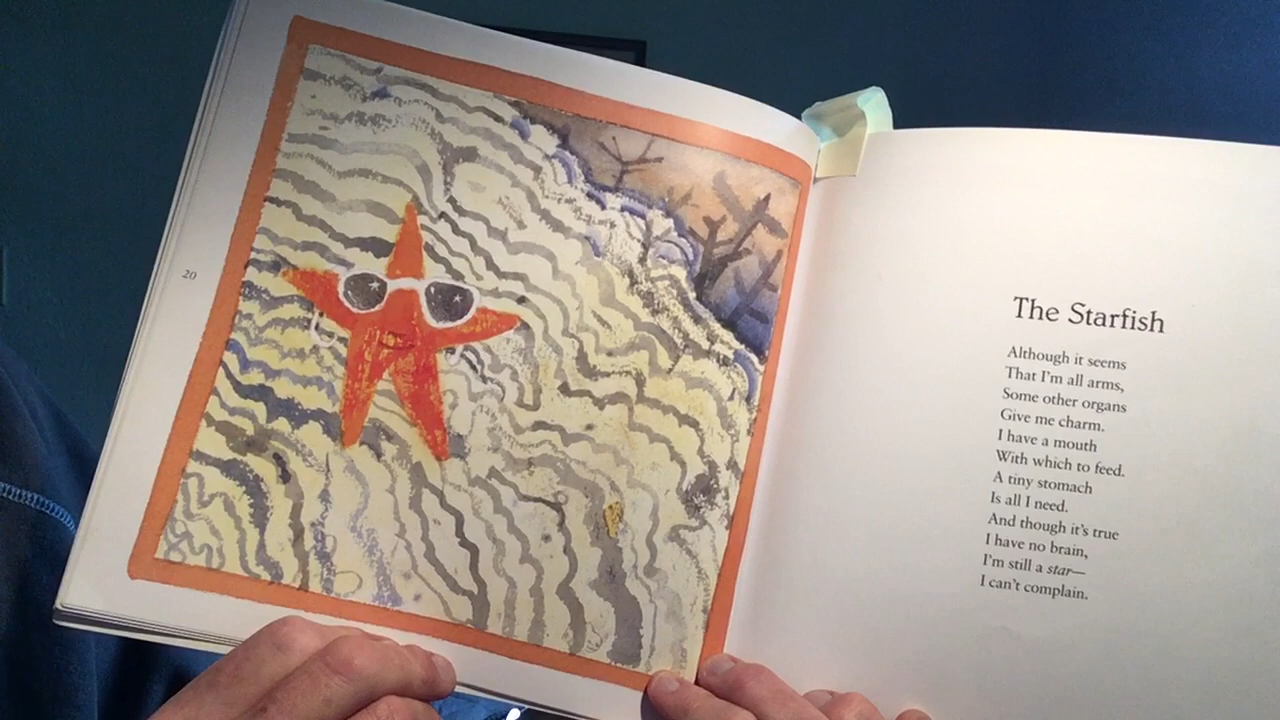 20
The Starfish
Although it seems
That I'm all arms,
Some other organs
Give me charm.
I have a mouth
With which to feed.
A tiny stomach
Is all I need.
And though it's true
I have no brain,
I'm still a star—
I can't complain.